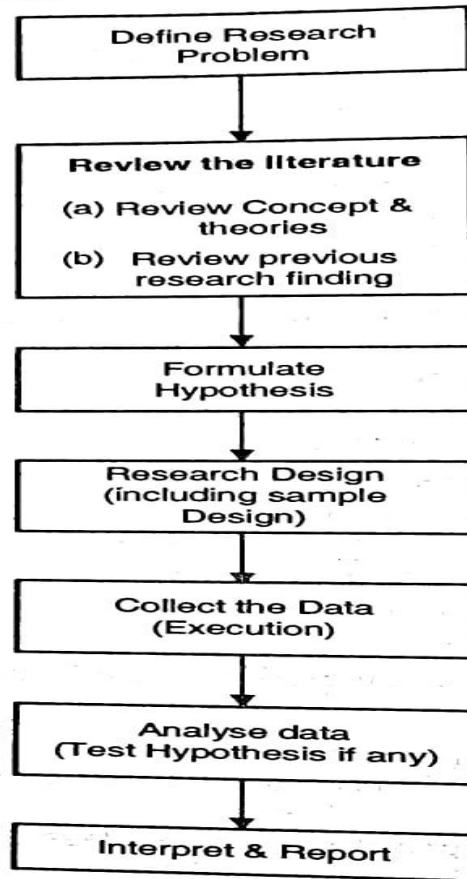 Define Research
Problem
Review the literature
(a) Review Concept &
theories
(b) Review previous
research finding
Formulate
Hypothesis
Research Design
(including sample
Design)
Collect the Data
(Execution)
Analyse data
(Test Hypothesis if any)
Interpret & Report